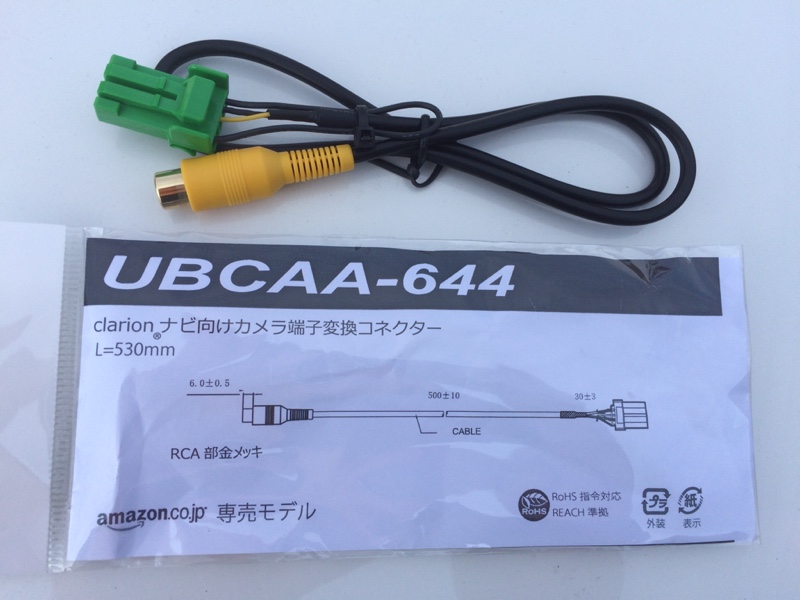 UBCAA-644
clarion®ナビ向けカメラ端子変換コネクター
L=530mm
6.0±0.5
500±10
30±3
CABLE
RCA 部金メッキ
amazon.co.jp 専売モデル
RoHS
RoHS 指令対応
REACH 準拠
プラ
外装
紙
表示